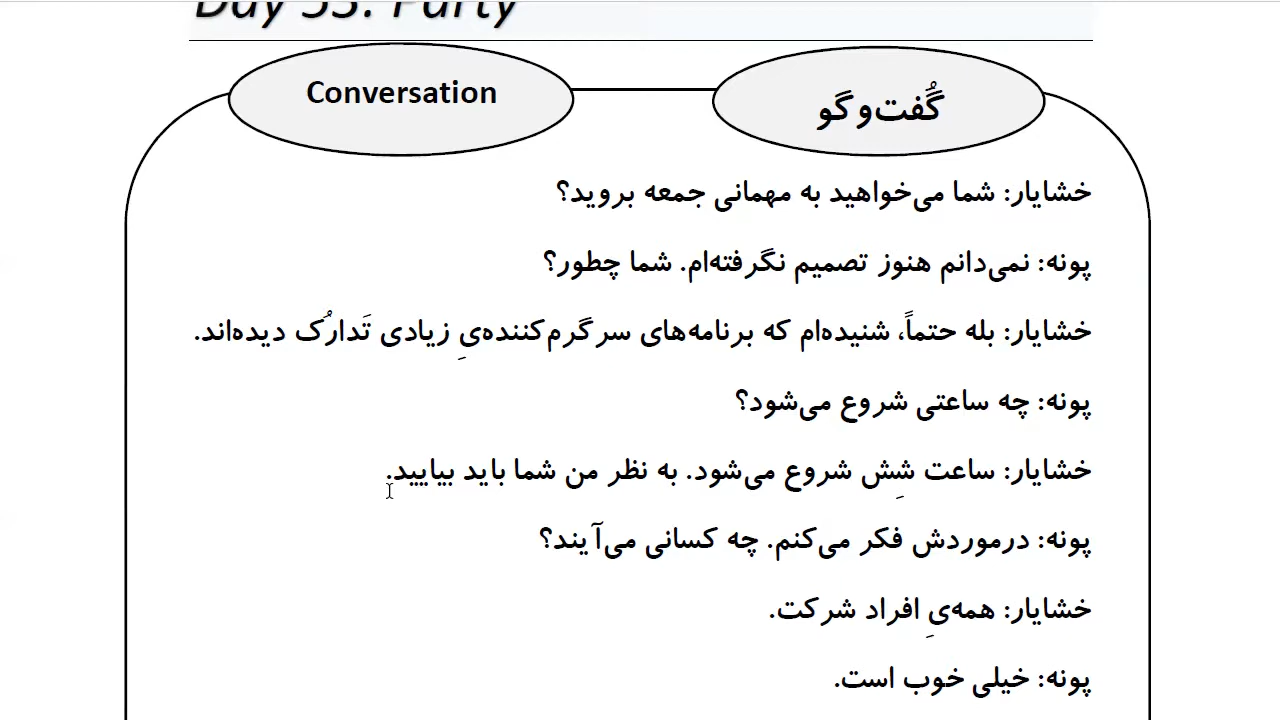 Day 53: Party
Conversation
گُفت‌وگو
خشایار: شما می‌خواهید به مهمانی جمعه بروید؟
پونه: نمی‌دانم هنوز تصمیم نگرفته‌ام. شما چطور؟
خشایار: بله حتماً، شنیده‌ام که برنامه‌های سرگرم‌کننده‌یِ زیادی تَدارُک دیده‌اند.
پونه: چه ساعتی شروع می‌شود؟
خشایار: ساعت شِش شروع می‌شود. به نظر من شما باید بیایید.
پونه: درموردش فکر می‌کنم. چه کسانی می‌آیند؟
خشایار: همه‌یِ افراد شرکت.
پونه: خیلی خوب است.